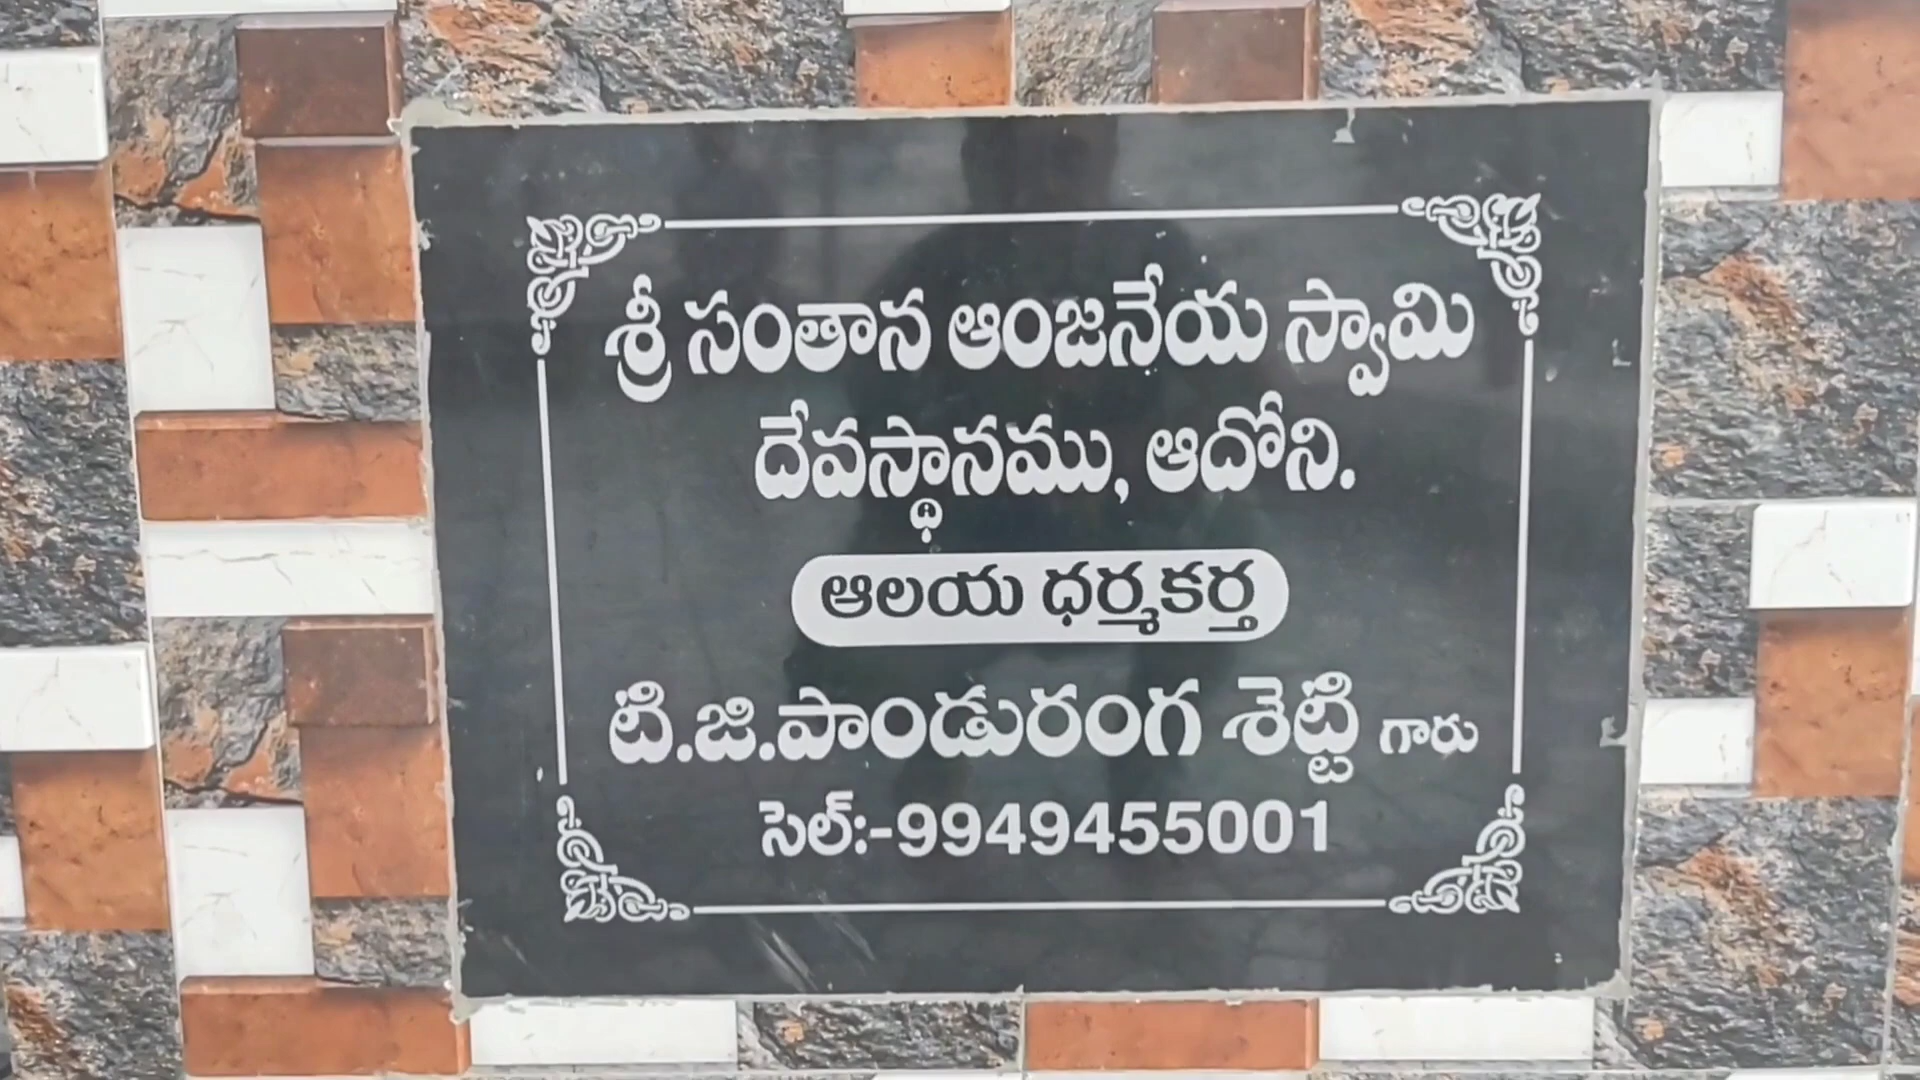 శ్రీ సంతాన ఆంజనేయ స్వామి
దేవస్థానము, ఆదోని.
ఆలయ ధర్మకర్త
టి.జి.పాండురంగ శెట్టి గారు
సెల్:-9949455001